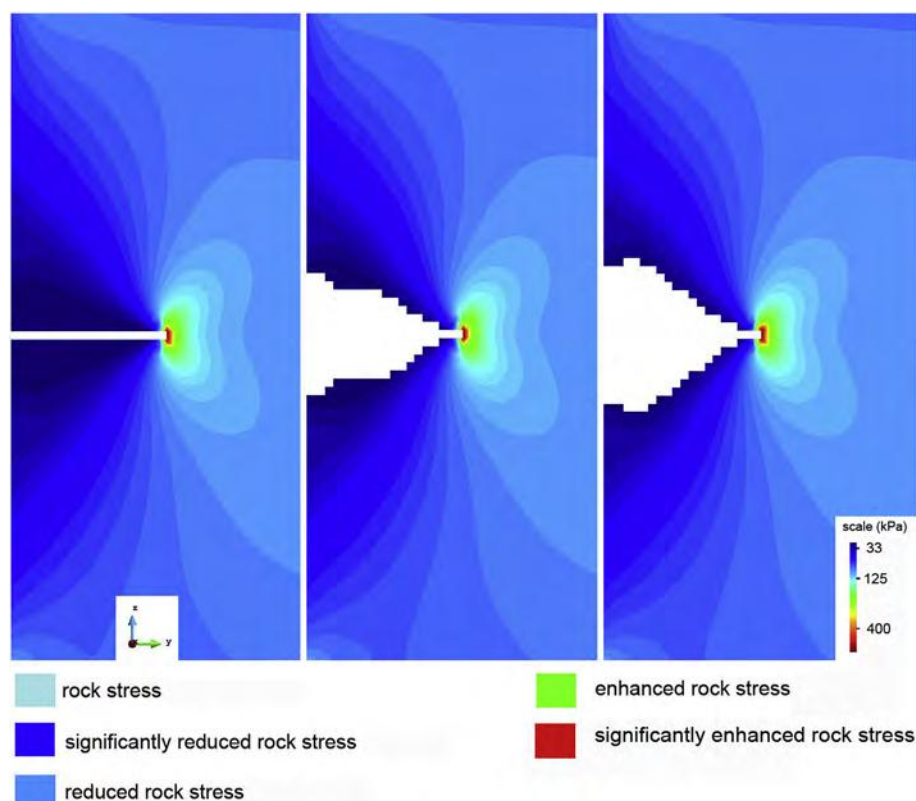 scale (kPa)
33
125
400
z
y
rock stress
enhanced rock stress
significantly reduced rock stress
significantly enhanced rock stress
reduced rock stress